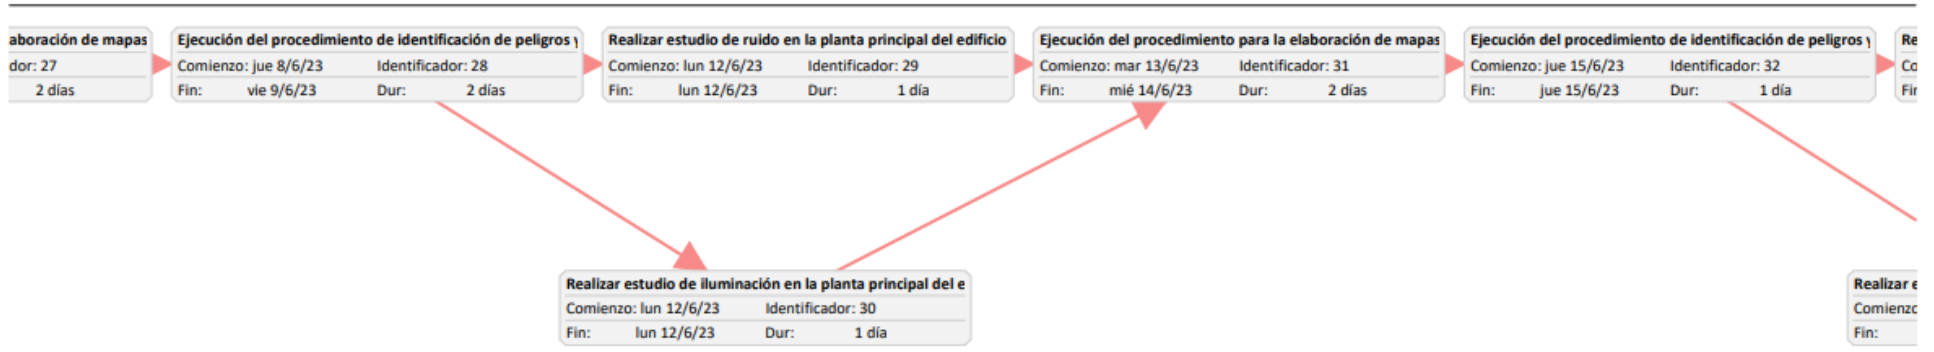 aboración de mapas
dor: 27
2 días
Ejecución del procedimiento de identificación de peligros y
Comienzo: jue 8/6/23 Identificador: 28
Fin: vie 9/6/23 Dur: 2 días
Realizar estudio de ruido en la planta principal del edificio
Comienzo: lun 12/6/23 Identificador: 29
Fin: lun 12/6/23 Dur: 1 día
Ejecución del procedimiento para la elaboración de mapas
Comienzo: mar 13/6/23 Identificador: 31
Fin: mié 14/6/23 Dur: 2 días
Ejecución del procedimiento de identificación de peligros y
Comienzo: jue 15/6/23 Identificador: 32
Fin: jue 15/6/23 Dur: 1 día
Re
Co
Fin
Realizar estudio de iluminación en la planta principal del e
Comienzo: lun 12/6/23 Identificador: 30
Fin: lun 12/6/23 Dur: 1 día
Realizar e
Comienzo
Fin: